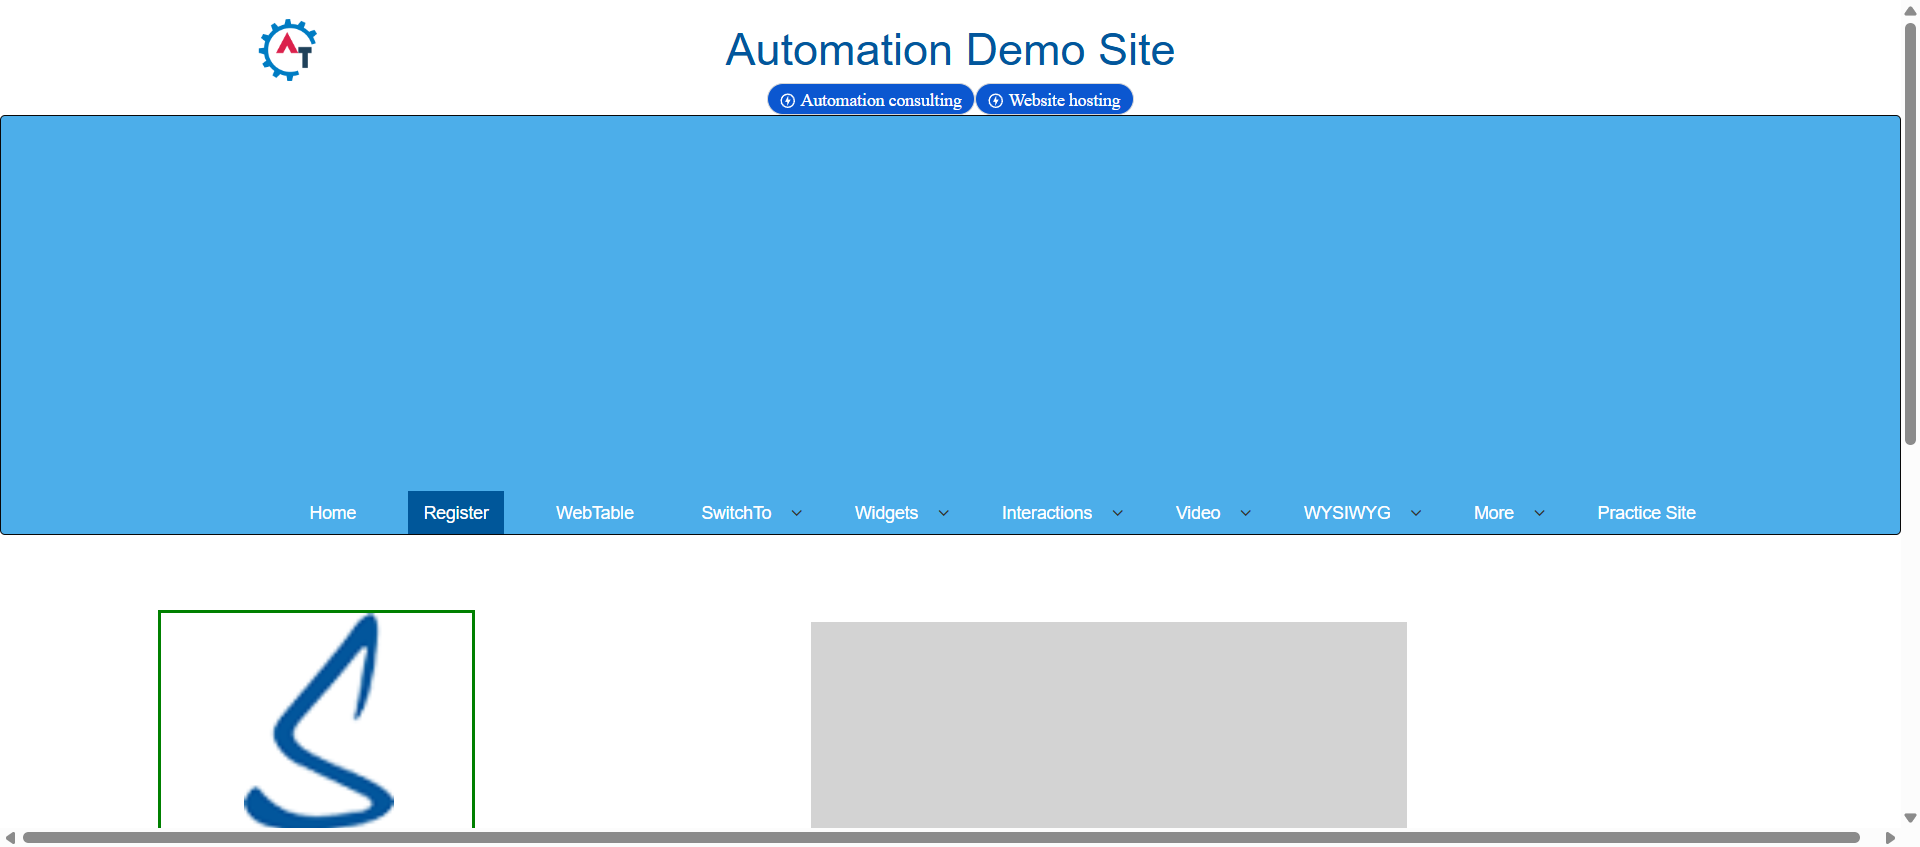 AT
Automation Demo Site
Automation consulting Website hosting
Home Register WebTable SwitchTo Widgets Interactions Video WYSIWYG More Practice Site